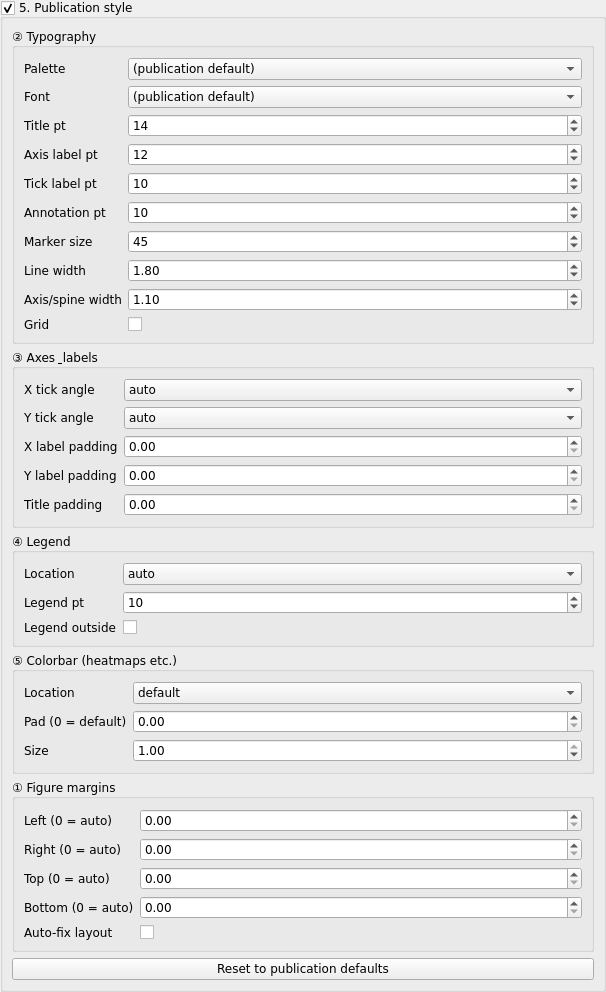 5. Publication style
② Typography
Palette (publication default)
Font (publication default)
Title pt 14
Axis label pt 12
Tick label pt 10
Annotation pt 10
Marker size 45
Line width 1.80
Axis/spine width 1.10
Grid
③ Axes _labels
X tick angle auto
Y tick angle auto
X label padding 0.00
Y label padding 0.00
Title padding 0.00
④ Legend
Location auto
Legend pt 10
Legend outside
⑤ Colorbar (heatmaps etc.)
Location default
Pad (0 = default) 0.00
Size 1.00
① Figure margins
Left (0 = auto) 0.00
Right (0 = auto) 0.00
Top (0 = auto) 0.00
Bottom (0 = auto) 0.00
Auto-fix layout
Reset to publication defaults